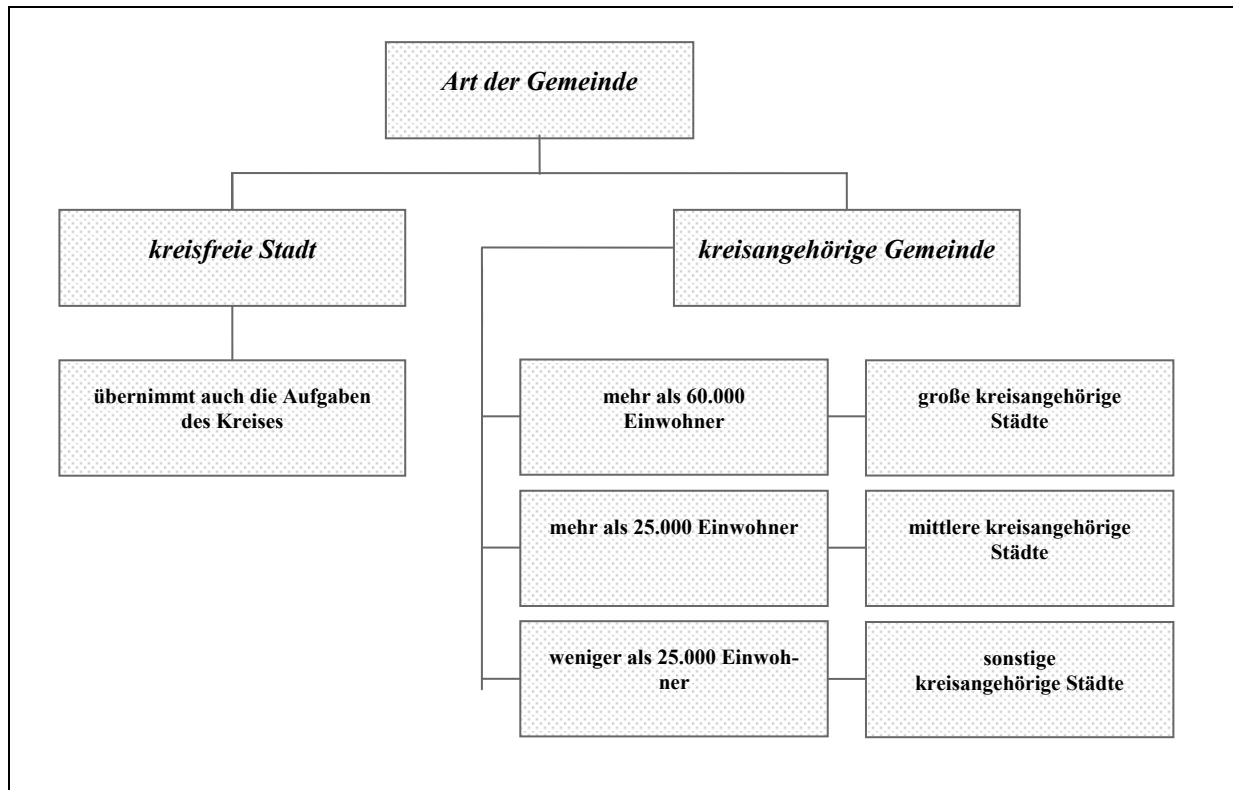 Art der Gemeinde
kreisfreie Stadt
kreisangehörige Gemeinde
übernimmt auch die Aufgaben
des Kreises
mehr als 60.000
Einwohner
große kreisangehörige
Städte
mehr als 25.000 Einwohner
mittlere kreisangehörige
Städte
weniger als 25.000 Einwoh-
ner
sonstige
kreisangehörige Städte